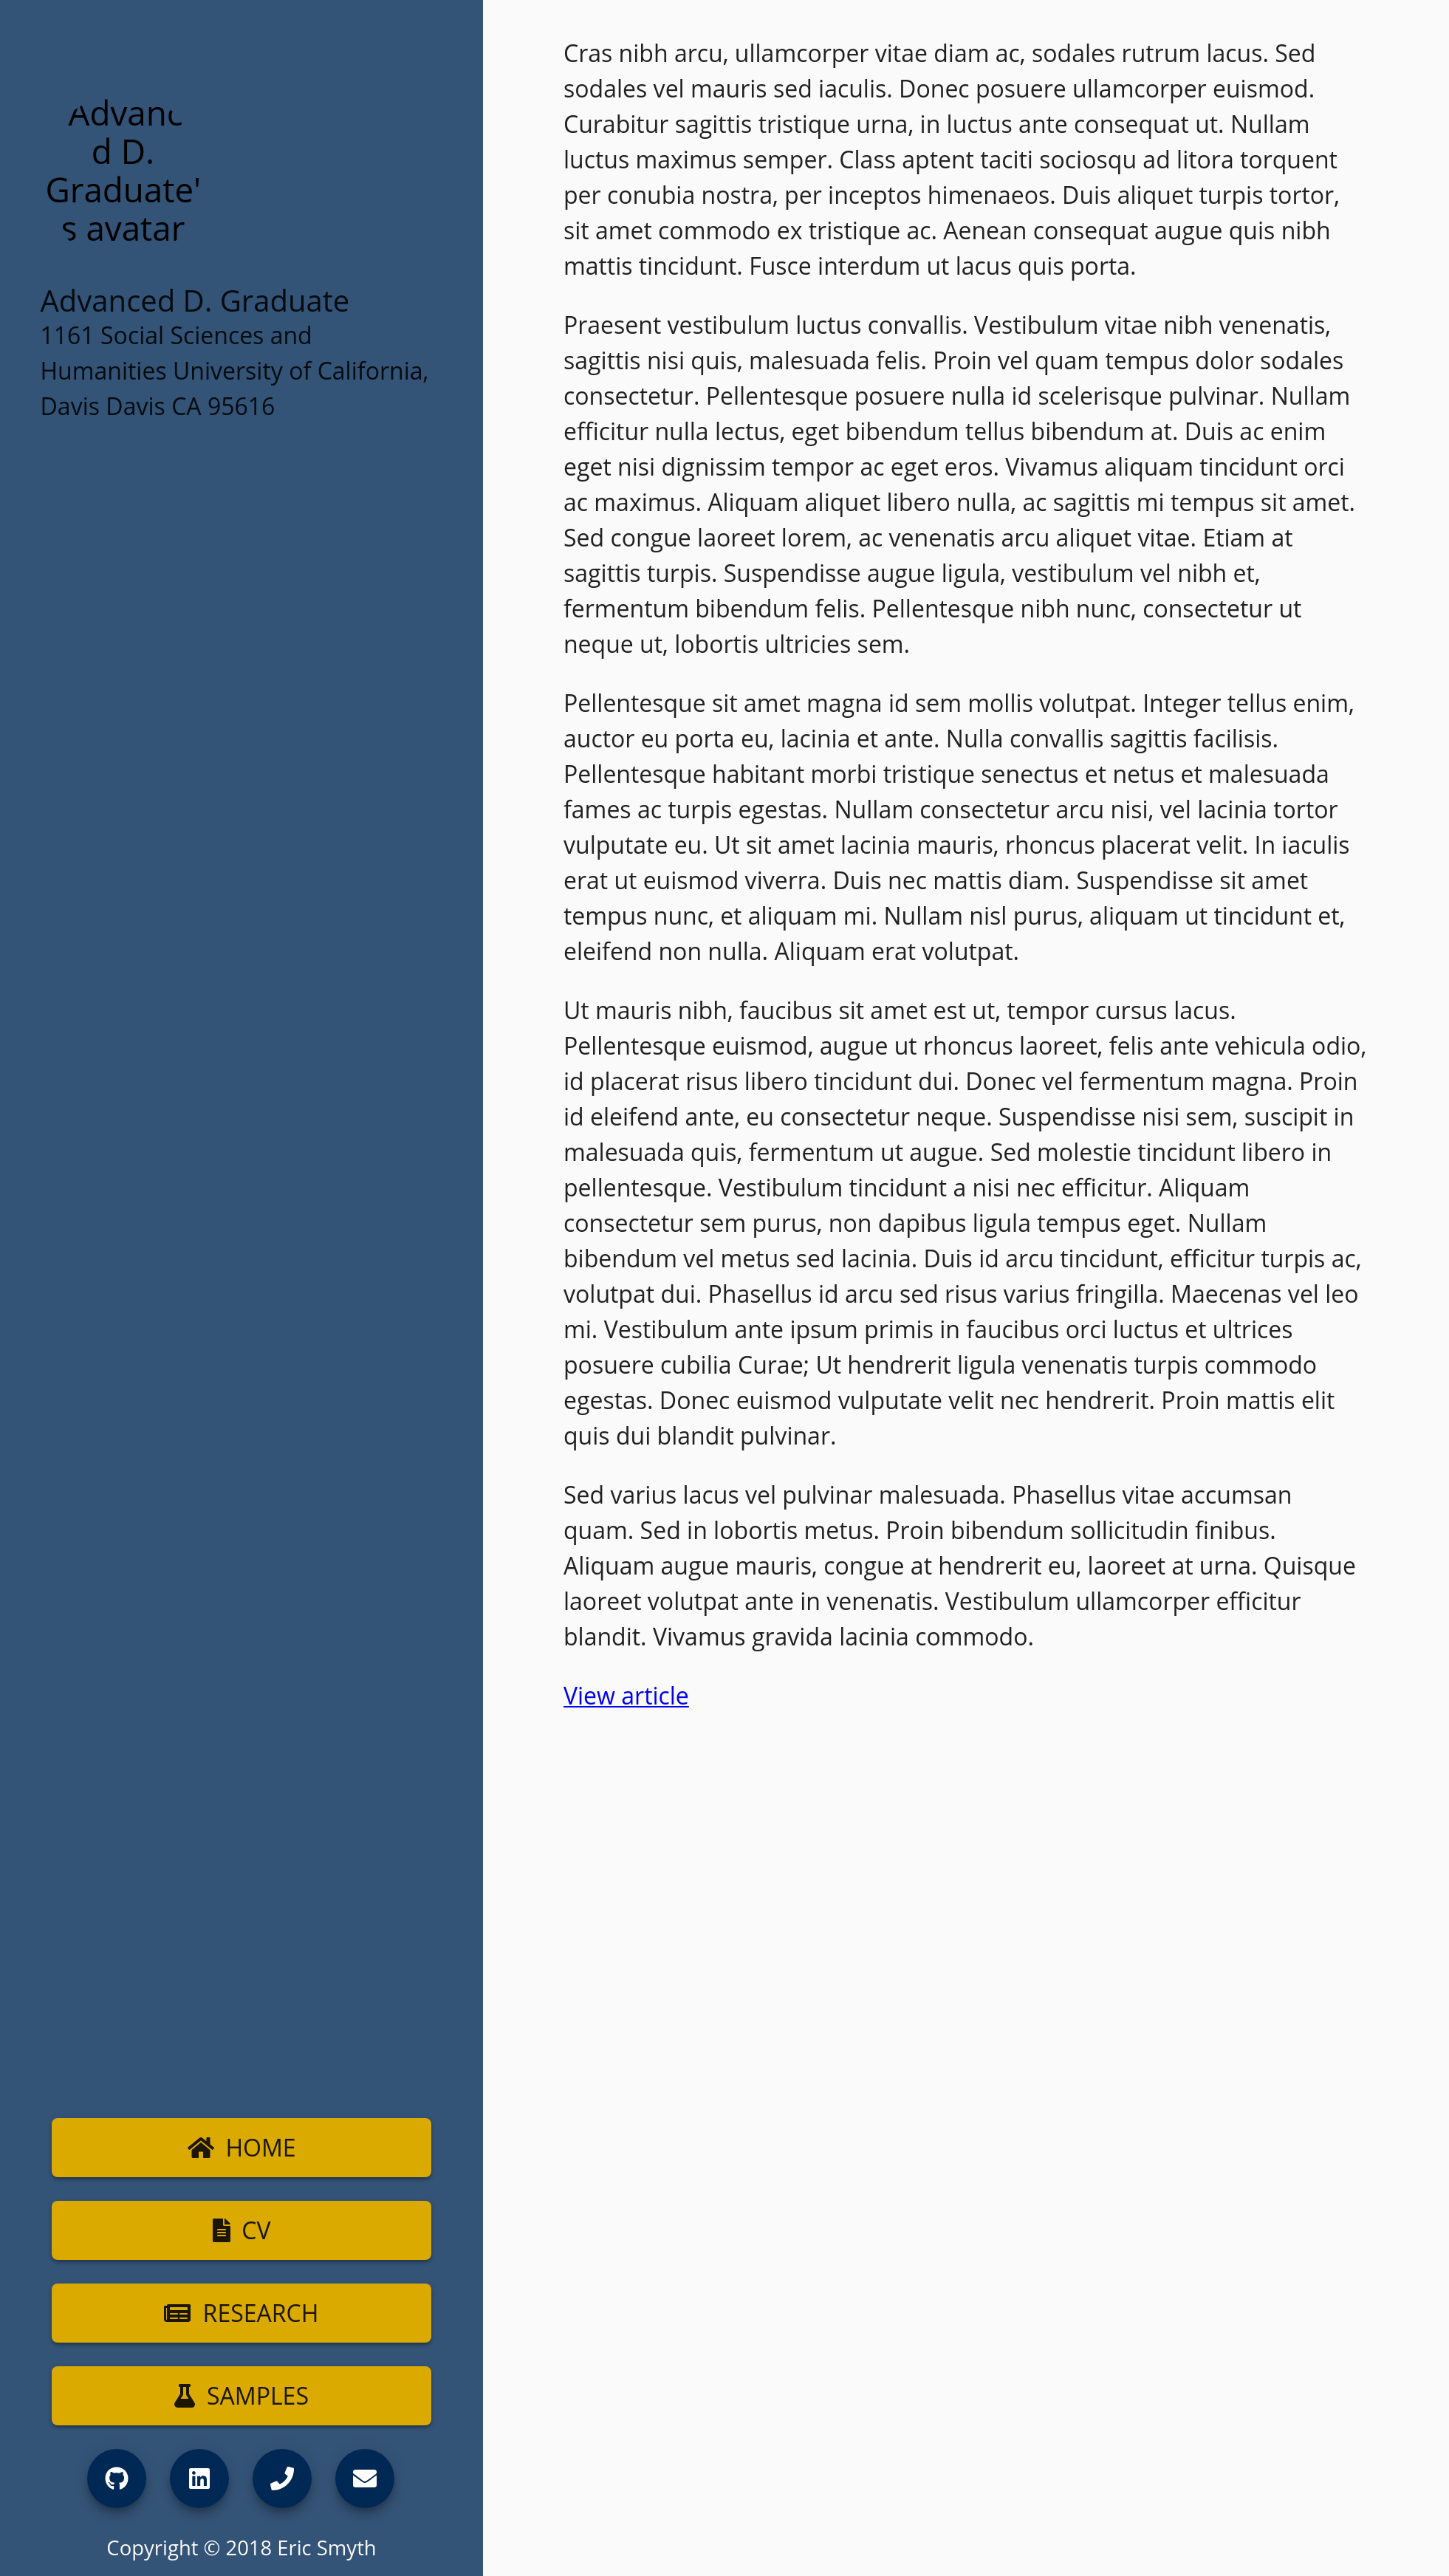 Advanc
d D.
Graduate'
s avatar
Advanced D. Graduate
1161 Social Sciences and
Humanities University of California,
Davis Davis CA 95616
HOME
CV
RESEARCH
SAMPLES
Copyright © 2018 Eric Smyth
Cras nibh arcu, ullamcorper vitae diam ac, sodales rutrum lacus. Sed
sodales vel mauris sed iaculis. Donec posuere ullamcorper euismod.
Curabitur sagittis tristique urna, in luctus ante consequat ut. Nullam
luctus maximus semper. Class aptent taciti sociosqu ad litora torquent
per conubia nostra, per inceptos himenaeos. Duis aliquet turpis tortor,
sit amet commodo ex tristique ac. Aenean consequat augue quis nibh
mattis tincidunt. Fusce interdum ut lacus quis porta.
Praesent vestibulum luctus convallis. Vestibulum vitae nibh venenatis,
sagittis nisi quis, malesuada felis. Proin vel quam tempus dolor sodales
consectetur. Pellentesque posuere nulla id scelerisque pulvinar. Nullam
efficitur nulla lectus, eget bibendum tellus bibendum at. Duis ac enim
eget nisi dignissim tempor ac eget eros. Vivamus aliquam tincidunt orci
ac maximus. Aliquam aliquet libero nulla, ac sagittis mi tempus sit amet.
Sed congue laoreet lorem, ac venenatis arcu aliquet vitae. Etiam at
sagittis turpis. Suspendisse augue ligula, vestibulum vel nibh et,
fermentum bibendum felis. Pellentesque nibh nunc, consectetur ut
neque ut, lobortis ultricies sem.
Pellentesque sit amet magna id sem mollis volutpat. Integer tellus enim,
auctor eu porta eu, lacinia et ante. Nulla convallis sagittis facilisis.
Pellentesque habitant morbi tristique senectus et netus et malesuada
fames ac turpis egestas. Nullam consectetur arcu nisi, vel lacinia tortor
vulputate eu. Ut sit amet lacinia mauris, rhoncus placerat velit. In iaculis
erat ut euismod viverra. Duis nec mattis diam. Suspendisse sit amet
tempus nunc, et aliquam mi. Nullam nisl purus, aliquam ut tincidunt et,
eleifend non nulla. Aliquam erat volutpat.
Ut mauris nibh, faucibus sit amet est ut, tempor cursus lacus.
Pellentesque euismod, augue ut rhoncus laoreet, felis ante vehicula odio,
id placerat risus libero tincidunt dui. Donec vel fermentum magna. Proin
id eleifend ante, eu consectetur neque. Suspendisse nisi sem, suscipit in
malesuada quis, fermentum ut augue. Sed molestie tincidunt libero in
pellentesque. Vestibulum tincidunt a nisi nec efficitur. Aliquam
consectetur sem purus, non dapibus ligula tempus eget. Nullam
bibendum vel metus sed lacinia. Duis id arcu tincidunt, efficitur turpis ac,
volutpat dui. Phasellus id arcu sed risus varius fringilla. Maecenas vel leo
mi. Vestibulum ante ipsum primis in faucibus orci luctus et ultrices
posuere cubilia Curae; Ut hendrerit ligula venenatis turpis commodo
egestas. Donec euismod vulputate velit nec hendrerit. Proin mattis elit
quis dui blandit pulvinar.
Sed varius lacus vel pulvinar malesuada. Phasellus vitae accumsan
quam. Sed in lobortis metus. Proin bibendum sollicitudin finibus.
Aliquam augue mauris, congue at hendrerit eu, laoreet at urna. Quisque
laoreet volutpat ante in venenatis. Vestibulum ullamcorper efficitur
blandit. Vivamus gravida lacinia commodo.
View article